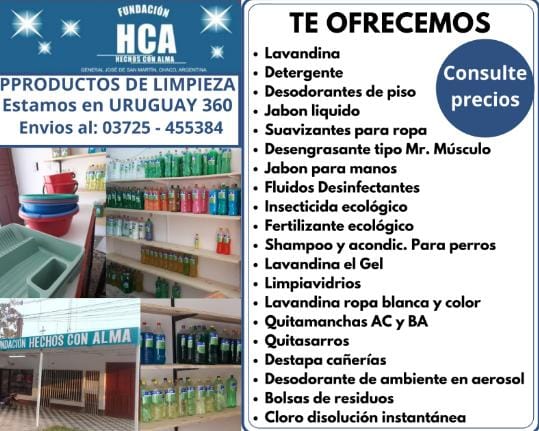 FUNDACIÓN
HCA
HECHOS CON ALMA
GENERAL JOSÉ DE SAN MARTÍN, CHACO, ARGENTINA
PPRODUCTOS DE LIMPIEZA
Estamos en URUGUAY 360
Envios al: 03725 - 455384
FUNDACIÓN HECHOS CON ALMA
TE OFRECEMOS
Consulte
precios
• Lavandina
• Detergente
• Desodorantes de piso
• Jabon liquido
• Suavizantes para ropa
• Desengrasante tipo Mr. Músculo
• Jabon para manos
• Fluidos Desinfectantes
• Insecticida ecológico
• Fertilizante ecológico
• Shampoo y acondic. Para perros
• Lavandina el Gel
• Limpiavidrios
• Lavandina ropa blanca y color
• Quitamanchas AC y BA
• Quitasarros
• Destapa cañerías
• Desodorante de ambiente en aerosol
• Bolsas de residuos
• Cloro disolución instantánea